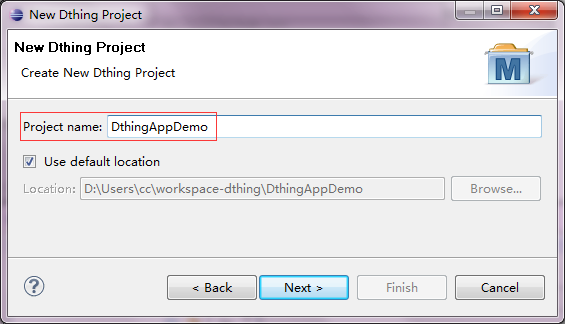 New Dthing Project
New Dthing Project
Create New Dthing Project
M
Project name: DthingAppDemo
Use default location
Location: D:\Users\cc\workspace-dthing\DthingAppDemo Browse...
? < Back Next > Finish Cancel